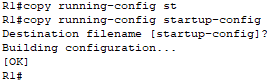 R1#copy running-config st
R1#copy running-config startup-config
Destination filename [startup-config]?
Building configuration...
[OK]
R1#